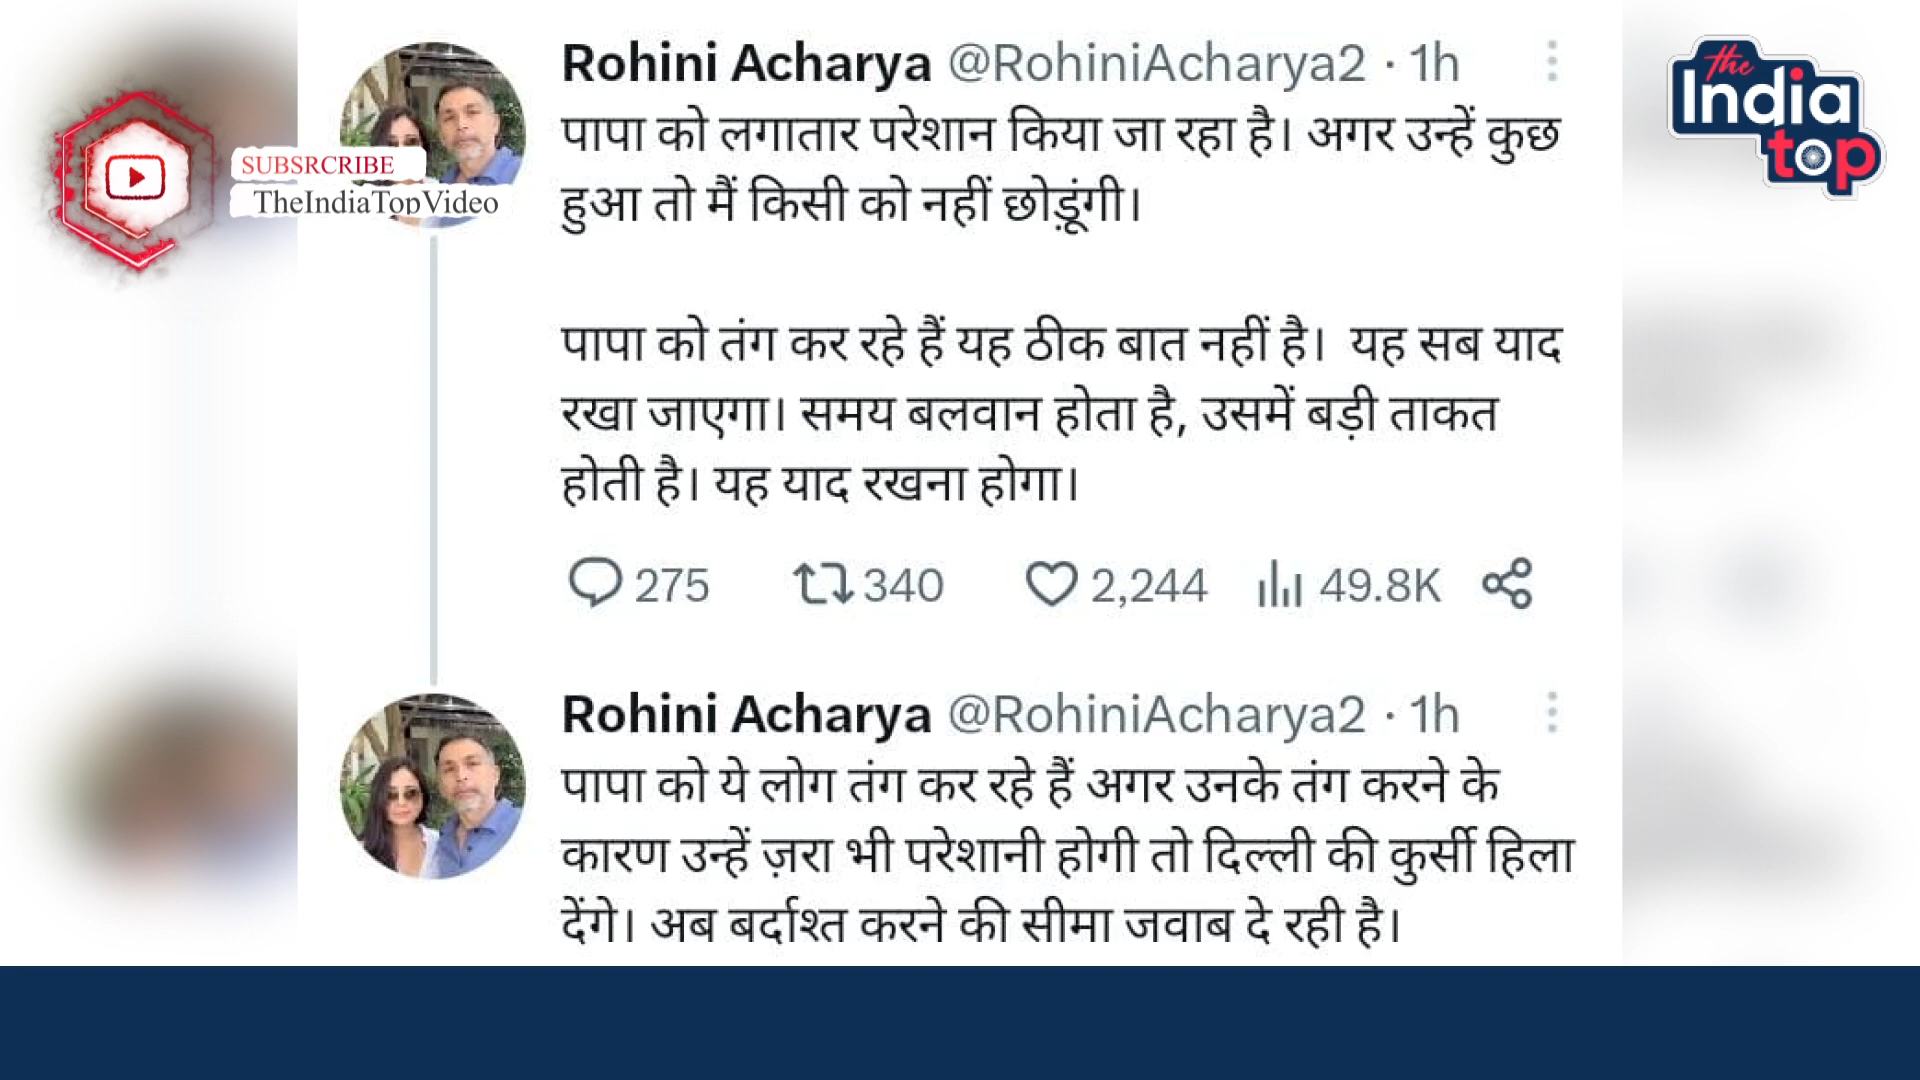 Rohini Acharya @RohiniAcharya2 · 1h
पापा को लगातार परेशान किया जा रहा है। अगर उन्हें कुछ
हुआ तो मैं किसी को नहीं छोड़ूंगी।
पापा को तंग कर रहे हैं यह ठीक बात नहीं है। यह सब याद
रखा जाएगा। समय बलवान होता है, उसमें बड़ी ताकत
होती है। यह याद रखना होगा।
275 340 2,244 49.8K
Rohini Acharya @RohiniAcharya2 · 1h
पापा को ये लोग तंग कर रहे हैं अगर उनके तंग करने के
कारण उन्हें ज़रा भी परेशानी होगी तो दिल्ली की कुर्सी हिला
देंगे। अब बर्दाश्त करने की सीमा जवाब दे रही है।
SUBSRCRIBE
TheIndiaTopVideo
the
India
top